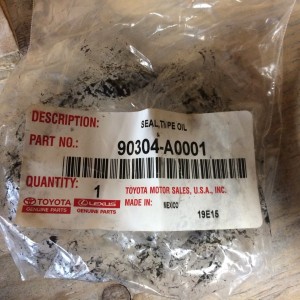 DESCRIPTION: SEAL, TYPE OIL
PART NO.: 90304-A0001
QUANTITY: 1
TOYOTA MOTOR SALES, U.S.A., INC.
TOYOTA LEXUS MADE IN: MEXICO
GENUINE PARTS GENUINE PARTS
19E15